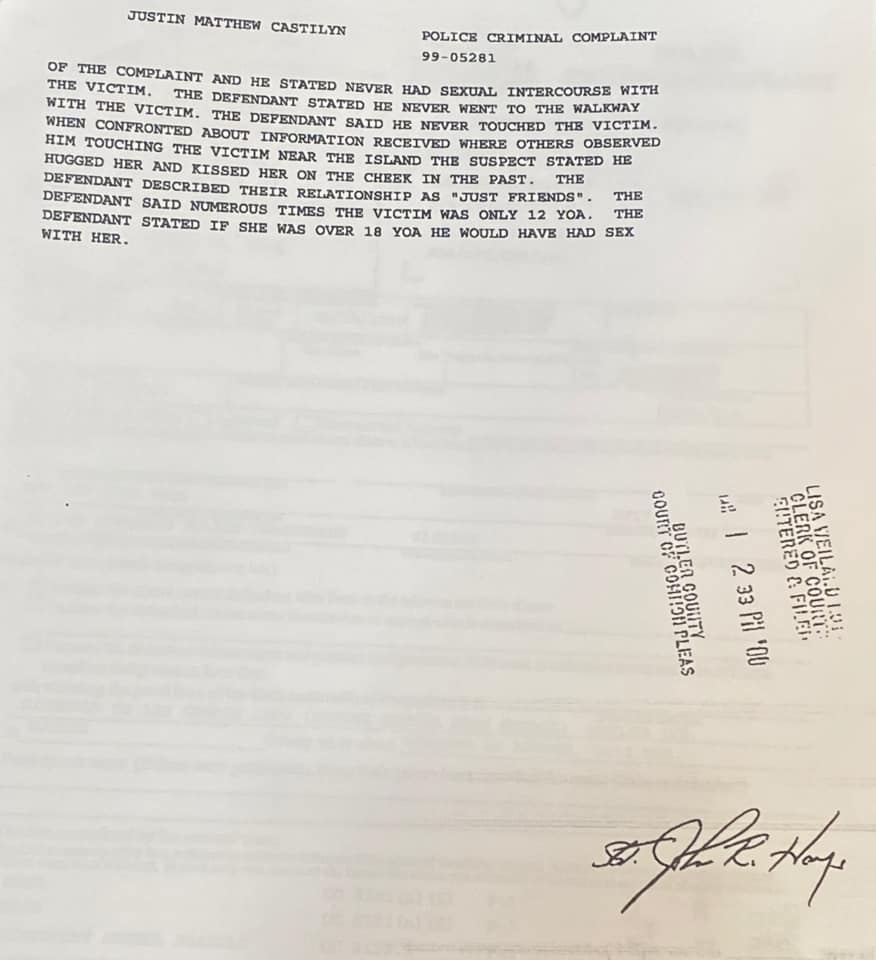 JUSTIN MATTHEW CASTILYN
POLICE CRIMINAL COMPLAINT
99-05281
OF THE COMPLAINT AND HE STATED NEVER HAD SEXUAL INTERCOURSE WITH
THE VICTIM. THE DEFENDANT STATED HE NEVER WENT TO THE WALKWAY
WITH THE VICTIM. THE DEFENDANT SAID HE NEVER TOUCHED THE VICTIM.
WHEN CONFRONTED ABOUT INFORMATION RECEIVED WHERE OTHERS OBSERVED
HIM TOUCHING THE VICTIM NEAR THE ISLAND THE SUSPECT STATED HE
HUGGED HER AND KISSED HER ON THE CHEEK IN THE PAST. THE
DEFENDANT DESCRIBED THEIR RELATIONSHIP AS "JUST FRIENDS". THE
DEFENDANT SAID NUMEROUS TIMES THE VICTIM WAS ONLY 12 YOA. THE
DEFENDANT STATED IF SHE WAS OVER 18 YOA HE WOULD HAVE HAD SEX
WITH HER.
LISA
CLERK OF COURTS
ENTERED & FILED
1 2 33 PM '00
BUTLER COUNTY
COURT OF COMMON PLEAS
John R.